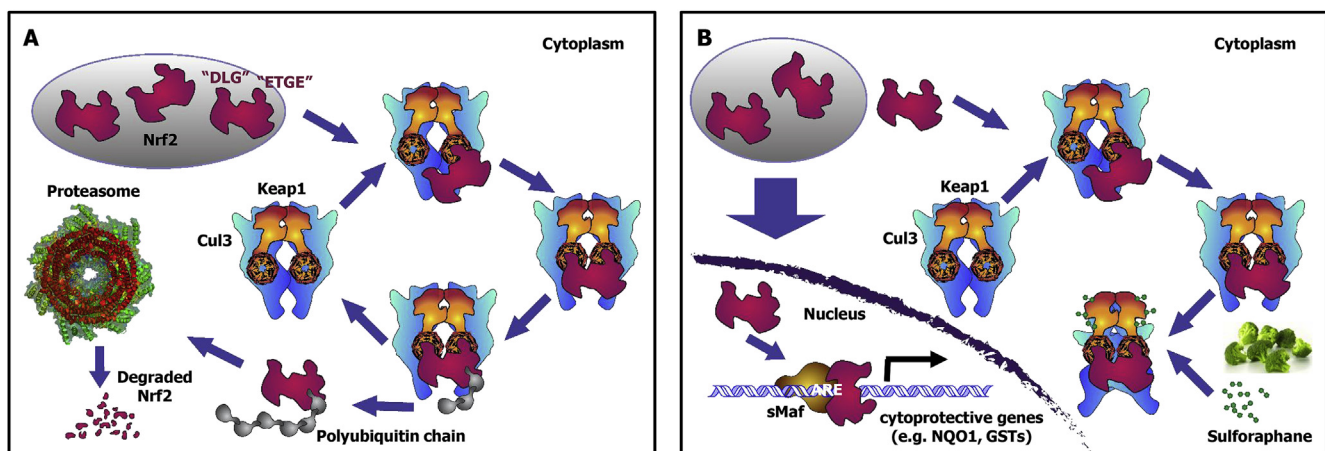 A
Cytoplasm
"DLG" "ETGE"
Nrf2
Proteasome
Keap1
Cul3
Degraded
Nrf2
Polyubiquitin chain
B
Cytoplasm
Keap1
Cul3
Nucleus
ARE
sMaf
cytoprotective genes
(e.g. NQO1, GSTs)
Sulforaphane